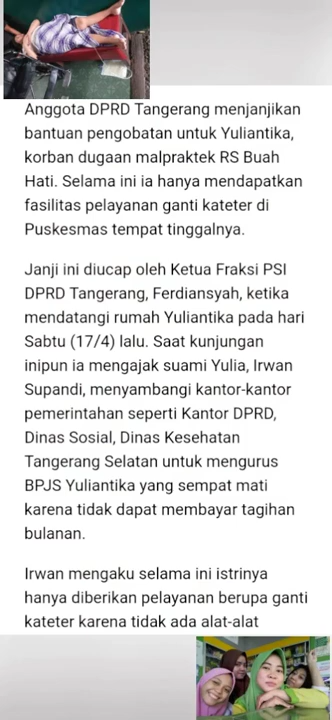 Anggota DPRD Tangerang menjanjikan
bantuan pengobatan untuk Yuliantika,
korban dugaan malpraktek RS Buah
Hati. Selama ini ia hanya mendapatkan
fasilitas pelayanan ganti kateter di
Puskesmas tempat tinggalnya.
Janji ini diucap oleh Ketua Fraksi PSI
DPRD Tangerang, Ferdiansyah, ketika
mendatangi rumah Yuliantika pada hari
Sabtu (17/4) lalu. Saat kunjungan
inipun ia mengajak suami Yulia, Irwan
Supandi, menyambangi kantor-kantor
pemerintahan seperti Kantor DPRD,
Dinas Sosial, Dinas Kesehatan
Tangerang Selatan untuk mengurus
BPJS Yuliantika yang sempat mati
karena tidak dapat membayar tagihan
bulanan.
Irwan mengaku selama ini istrinya
hanya diberikan pelayanan berupa ganti
kateter karena tidak ada alat-alat